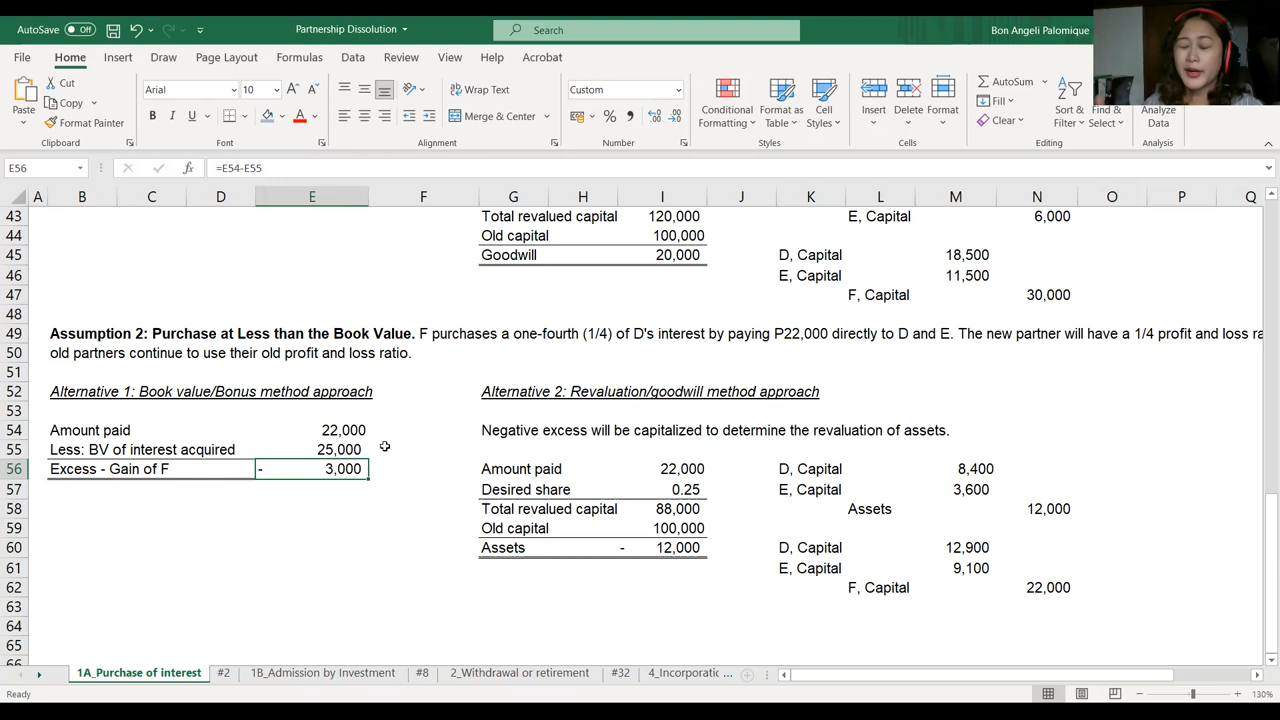 AutoSave Off Partnership Dissolution Search Bon Angeli Palomique
File Home Insert Draw Page Layout Formulas Data Review View Help Acrobat
Paste Cut Copy Format Painter Clipboard
Arial 10 B I U A Font
Wrap Text Merge & Center Alignment
Custom % Number
Conditional Formatting Format as Table Cell Styles Styles
Insert Delete Format Cells
AutoSum Fill Clear Sort & Filter Find & Select Editing
Analyze Data Analysis
E56 fx =E54-E55
A B C D E F G H I J K L M N O P Q
43 Total revalued capital 120,000 E, Capital 6,000
44 Old capital 100,000
45 Goodwill 20,000 D, Capital 18,500
46 E, Capital 11,500
47 F, Capital 30,000
48
49 Assumption 2: Purchase at Less than the Book Value. F purchases a one-fourth (1/4) of D's interest by paying P22,000 directly to D and E. The new partner will have a 1/4 profit and loss ra
50 old partners continue to use their old profit and loss ratio.
51
52 Alternative 1: Book value/Bonus method approach Alternative 2: Revaluation/goodwill method approach
53
54 Amount paid 22,000 Negative excess will be capitalized to determine the revaluation of assets.
55 Less: BV of interest acquired 25,000
56 Excess - Gain of F - 3,000 Amount paid 22,000 D, Capital 8,400
57 Desired share 0.25 E, Capital 3,600
58 Total revalued capital 88,000 Assets 12,000
59 Old capital 100,000
60 Assets - 12,000 D, Capital 12,900
61 E, Capital 9,100
62 F, Capital 22,000
63
64
65
66
1A_Purchase of interest #2 1B_Admission by Investment #8 2_Withdrawal or retirement #32 4_Incorporatic ...
Ready 130%